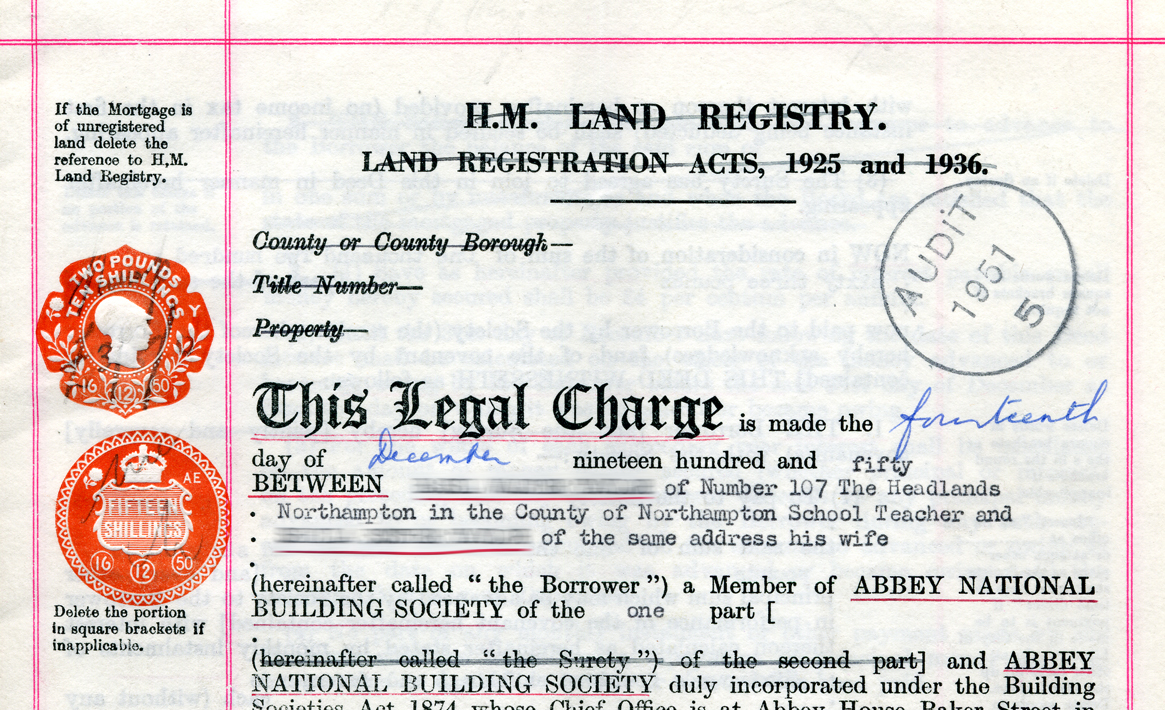 If the Mortgage is
of unregistered
land delete the
reference to H.M.
Land Registry.
H.M. LAND REGISTRY.
LAND REGISTRATION ACTS, 1925 and 1936.
County or County Borough—
Title Number—
Property—
AUDIT
1951
5
TWO POUNDS
TEN SHILLINGS
16 12 50
AE
FIFTEEN
SHILLINGS
16 12 50
Delete the portion
in square brackets if
inapplicable.
This Legal Charge is made the fourteenth
day of December nineteen hundred and fifty
BETWEEN of Number 107 The Headlands
Northampton in the County of Northampton School Teacher and
of the same address his wife
(hereinafter called "the Borrower") a Member of ABBEY NATIONAL
BUILDING SOCIETY of the one part [
(hereinafter called "the Surety") of the second part] and ABBEY
NATIONAL BUILDING SOCIETY duly incorporated under the Building
Societies Act 1874 whose Chief Office is at Abbey House Baker Street in